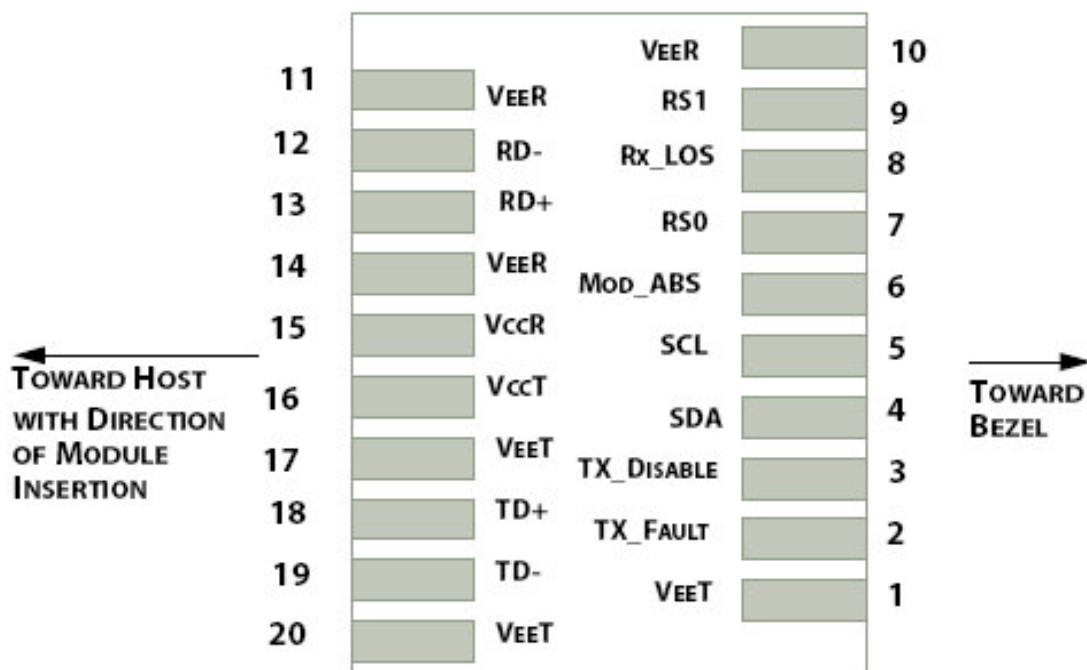 VEER 10
11 VEER
RS1 9
12 RD-
Rx_LOS 8
13 RD+
RS0 7
14 VEER
MOD_ABS 6
15 VCCR
SCL 5
16 VCCT
SDA 4
17 VEET
TX_DISABLE 3
18 TD+
TX_FAULT 2
19 TD-
VEET 1
20 VEET
TOWARD HOST
WITH DIRECTION
OF MODULE
INSERTION
TOWARD
BEZEL